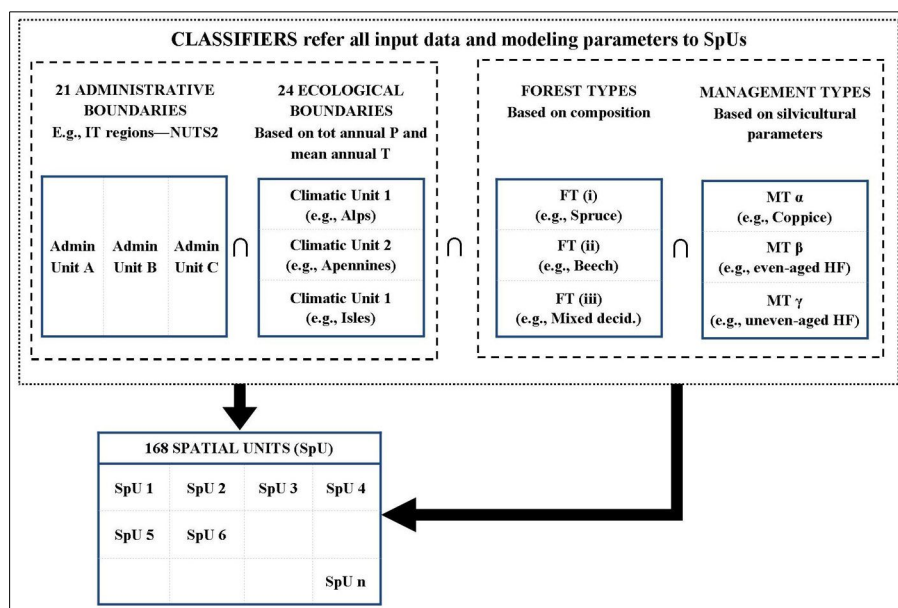 CLASSIFIERS refer all input data and modeling parameters to SpUs
21 ADMINISTRATIVE
BOUNDARIES
E.g., IT regions—NUTS2
24 ECOLOGICAL
BOUNDARIES
Based on tot annual P and
mean annual T
FOREST TYPES
Based on composition
MANAGEMENT TYPES
Based on silvicultural
parameters
Admin
Unit A
Admin
Unit B
Admin
Unit C
∩
Climatic Unit 1
(e.g., Alps)
Climatic Unit 2
(e.g., Apennines)
Climatic Unit 1
(e.g., Isles)
∩
FT (i)
(e.g., Spruce)
FT (ii)
(e.g., Beech)
FT (iii)
(e.g., Mixed decid.)
∩
MT α
(e.g., Coppice)
MT β
(e.g., even-aged HF)
MT γ
(e.g., uneven-aged HF)
168 SPATIAL UNITS (SpU)
SpU 1 SpU 2 SpU 3 SpU 4
SpU 5 SpU 6
SpU n